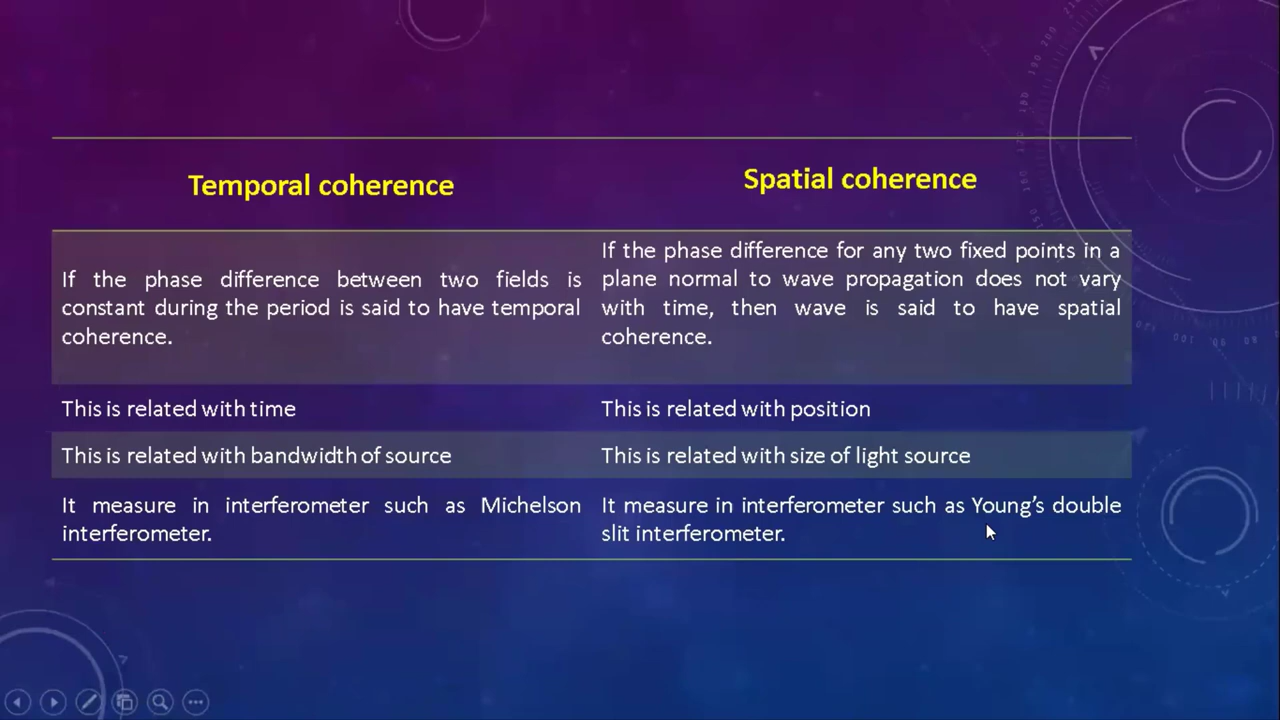 Temporal coherence
Spatial coherence
If the phase difference between two fields is
constant during the period is said to have temporal
coherence.
If the phase difference for any two fixed points in a
plane normal to wave propagation does not vary
with time, then wave is said to have spatial
coherence.
This is related with time
This is related with position
This is related with bandwidth of source
This is related with size of light source
It measure in interferometer such as Michelson
interferometer.
It measure in interferometer such as Young’s double
slit interferometer.